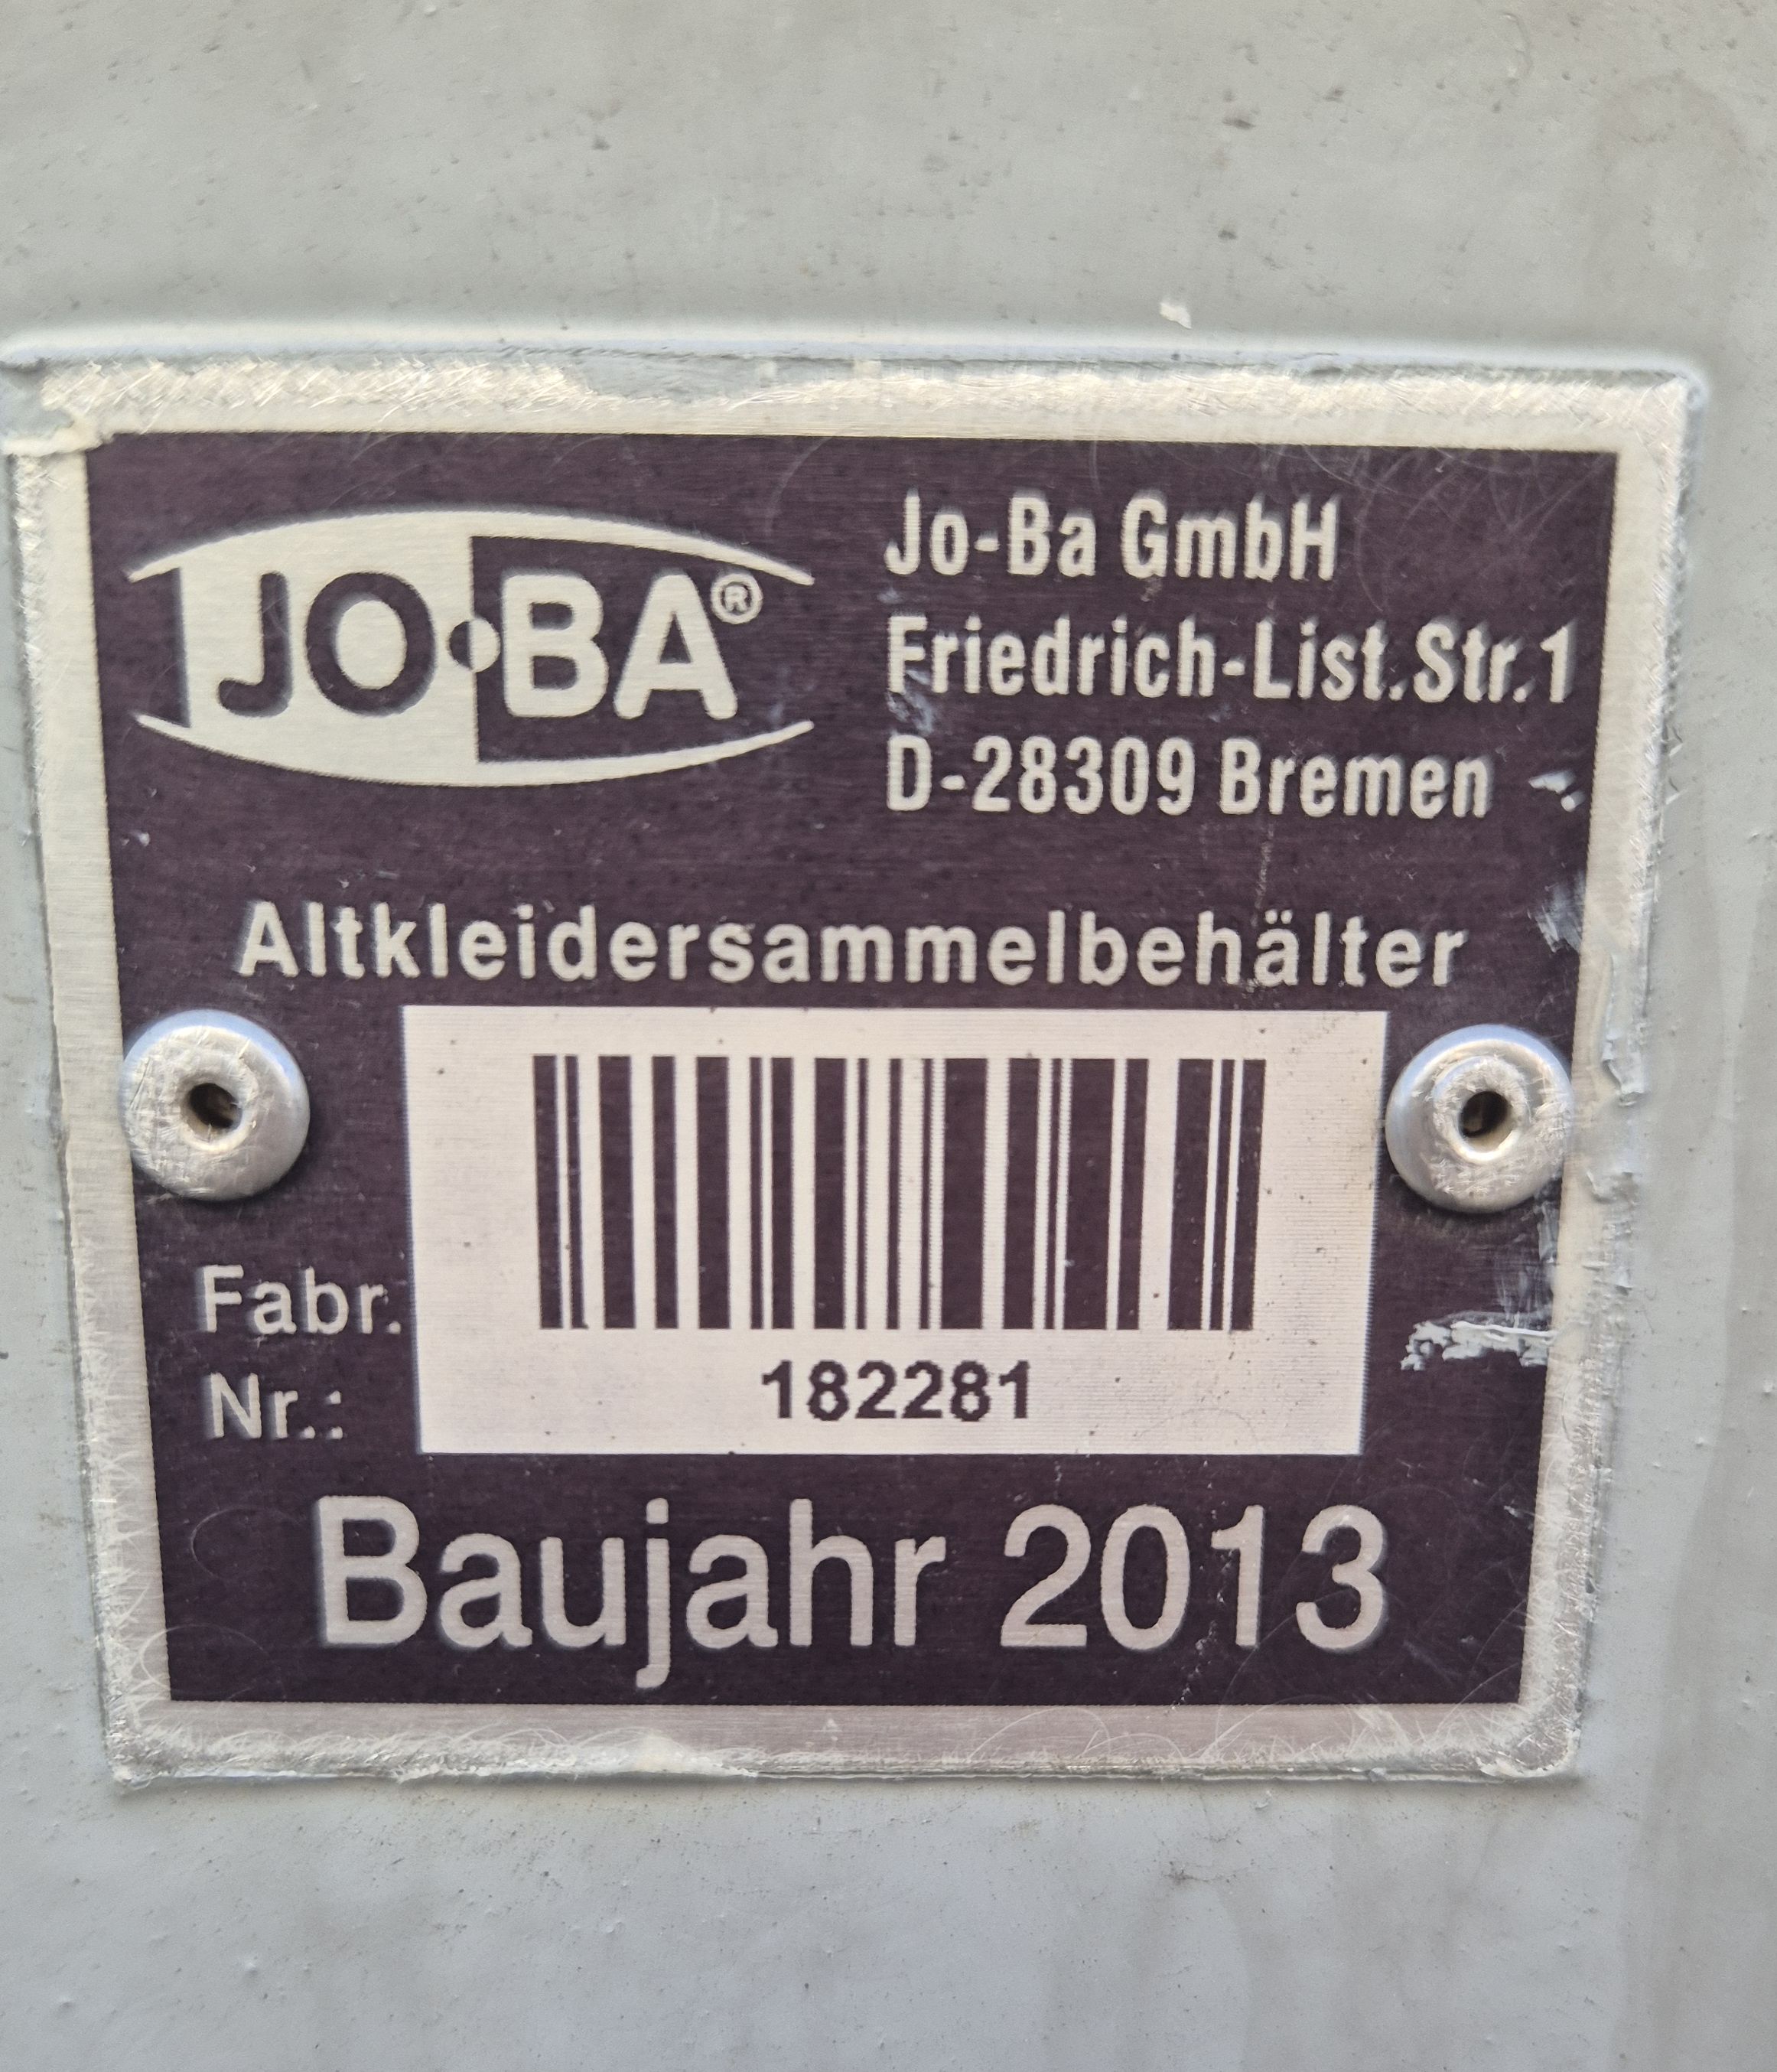 JO·BA®
Jo-Ba GmbH
Friedrich-List.Str.1
D-28309 Bremen
Altkleidersammelbehälter
Fabr.
Nr.:
182281
Baujahr 2013